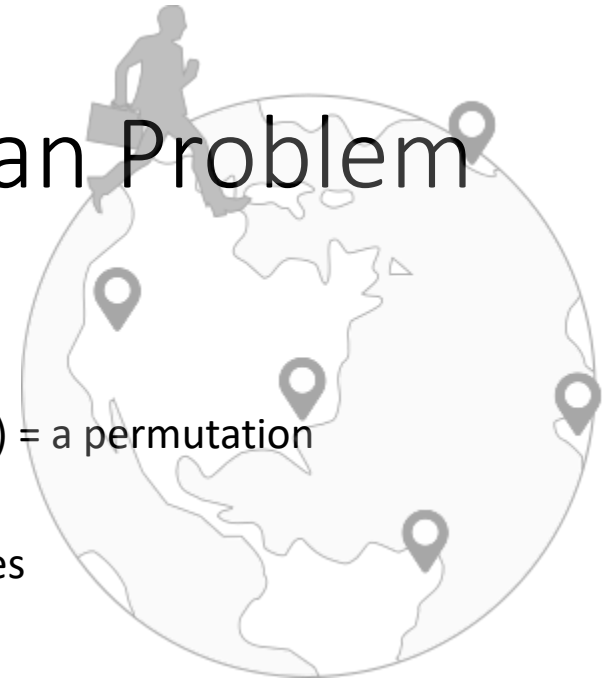 an Problem
) = a permutation
es